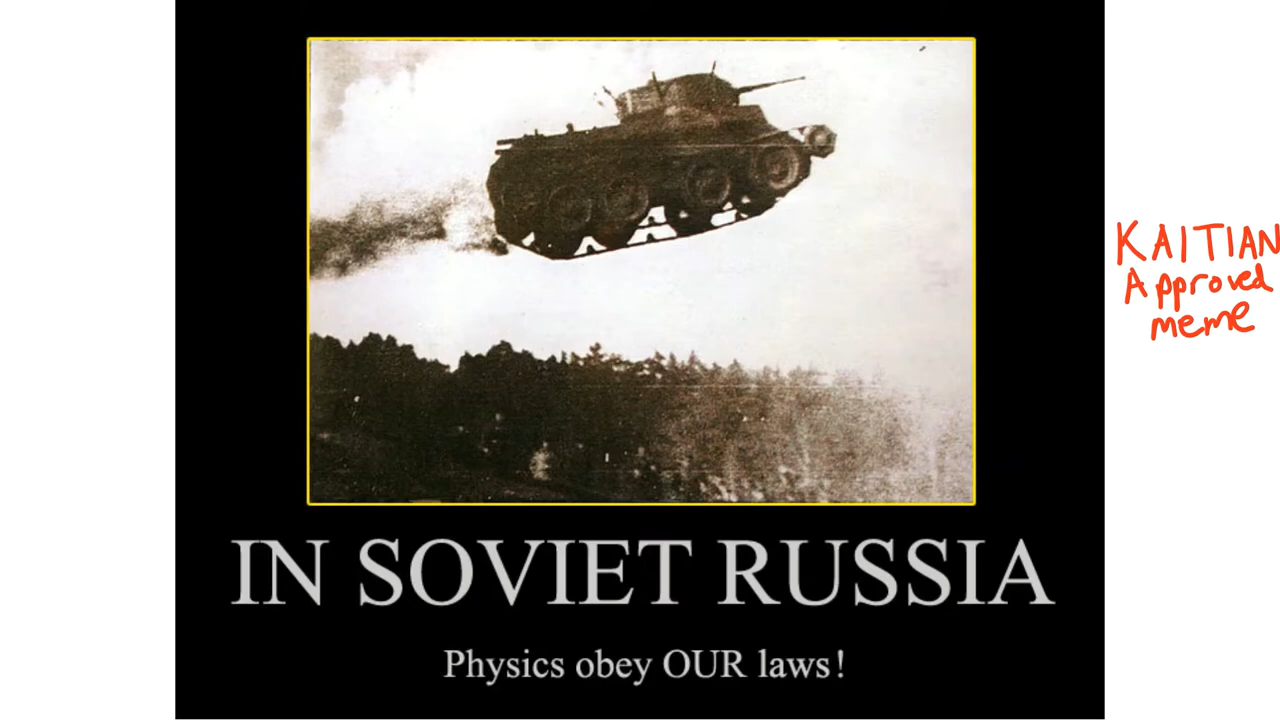 KAITIAN
Approved
meme
IN SOVIET RUSSIA
Physics obey OUR laws!